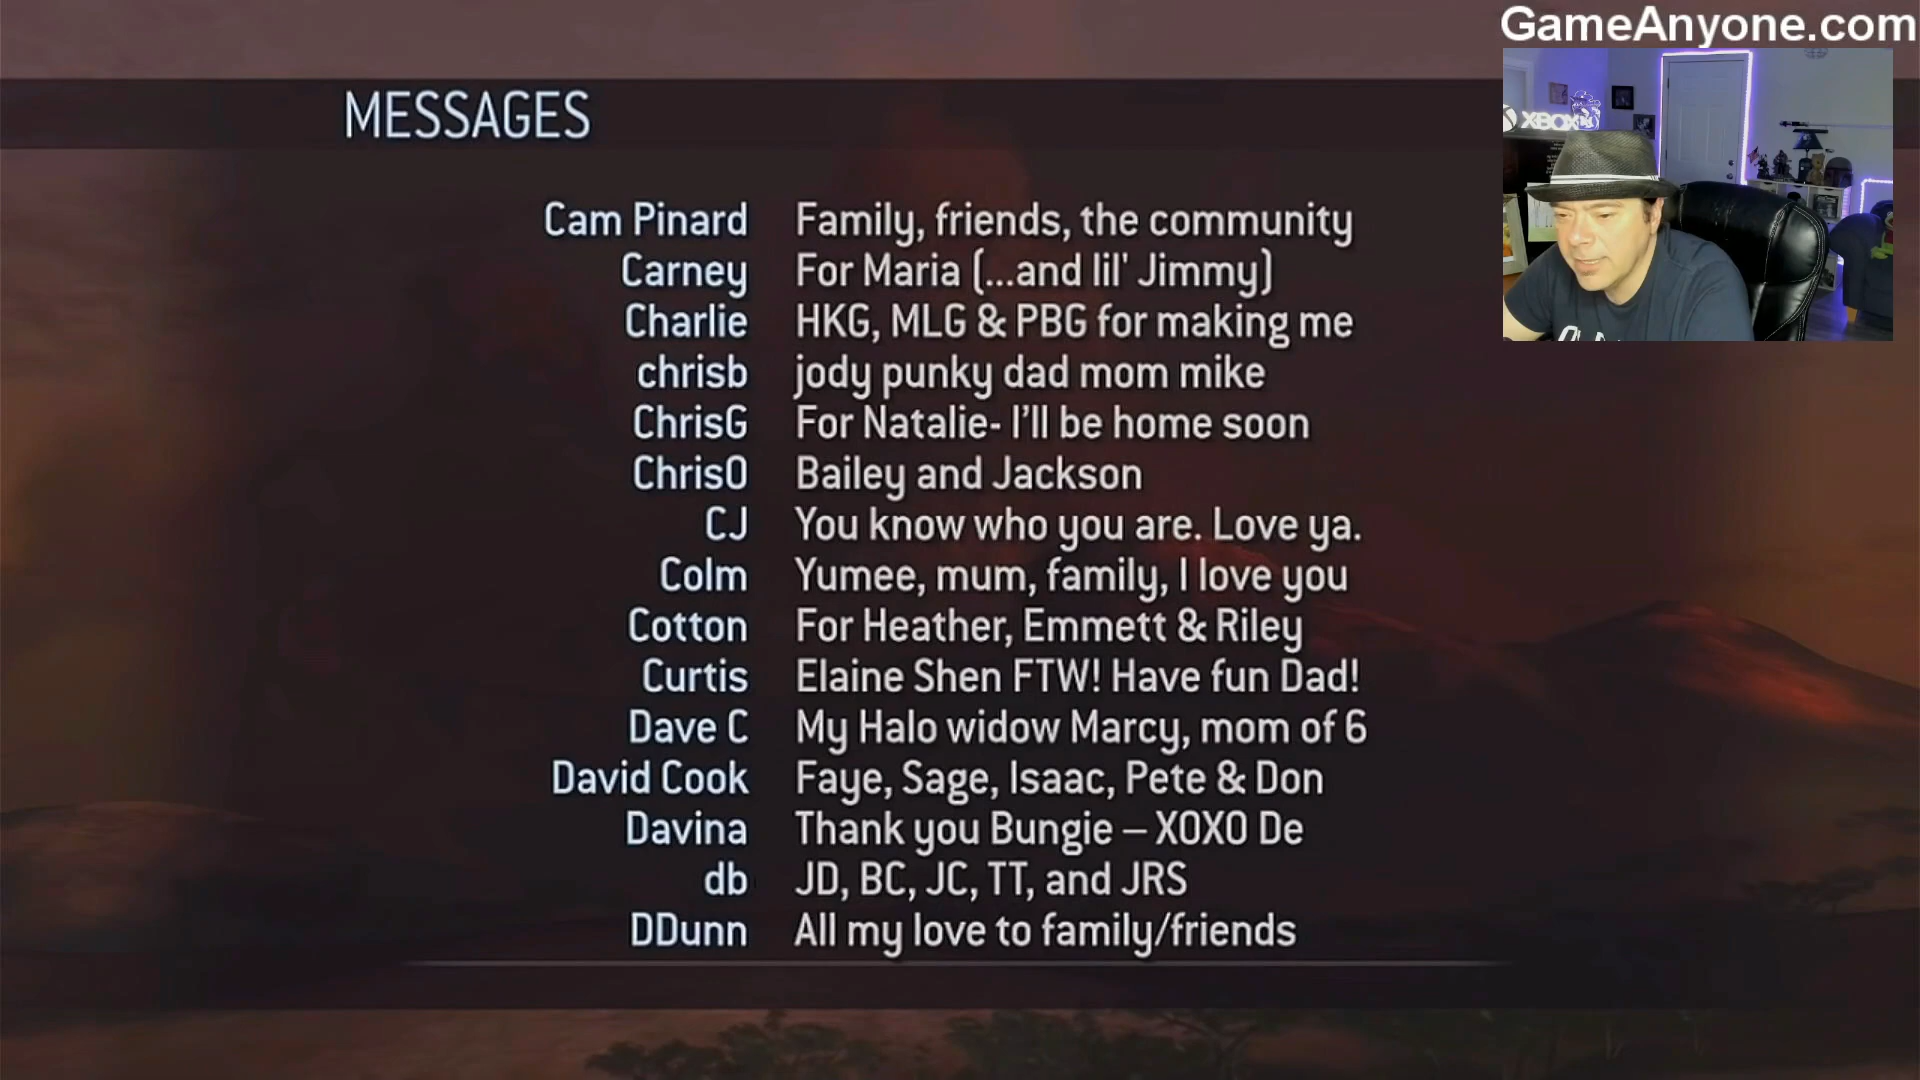 GameAnyone.com
XBOX
MESSAGES
Cam Pinard Family, friends, the community
Carney For Maria (...and lil' Jimmy)
Charlie HKG, MLG & PBG for making me
chrisb jody punky dad mom mike
ChrisG For Natalie- I’ll be home soon
ChrisO Bailey and Jackson
CJ You know who you are. Love ya.
Colm Yumee, mum, family, I love you
Cotton For Heather, Emmett & Riley
Curtis Elaine Shen FTW! Have fun Dad!
Dave C My Halo widow Marcy, mom of 6
David Cook Faye, Sage, Isaac, Pete & Don
Davina Thank you Bungie – XOXO De
db JD, BC, JC, TT, and JRS
DDunn All my love to family/friends